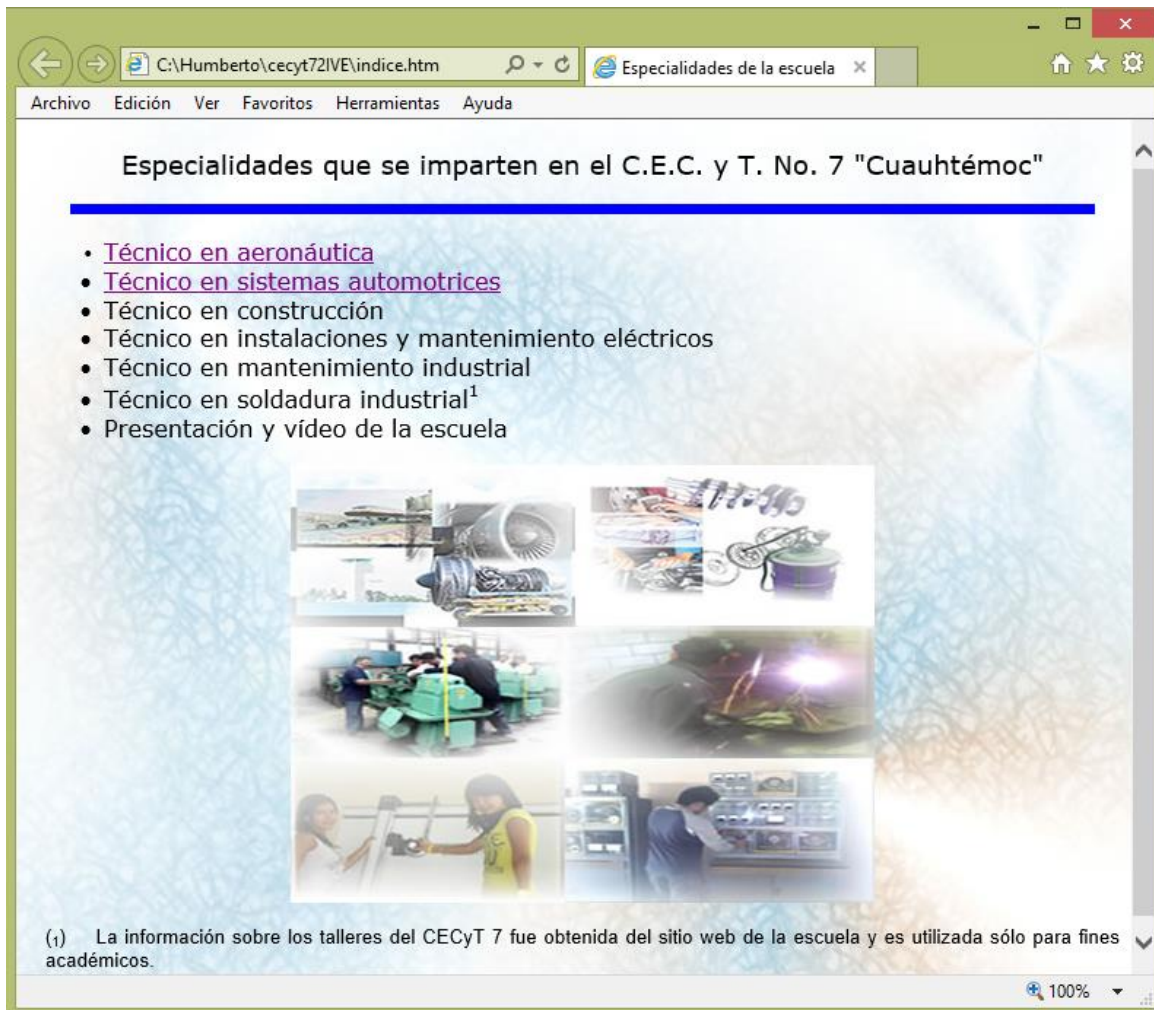 C:\Humberto\cecyt72IVE\indice.htm
Especialidades de la escuela
Archivo Edición Ver Favoritos Herramientas Ayuda
Especialidades que se imparten en el C.E.C. y T. No. 7 "Cuauhtémoc"
• Técnico en aeronáutica
• Técnico en sistemas automotrices
• Técnico en construcción
• Técnico en instalaciones y mantenimiento eléctricos
• Técnico en mantenimiento industrial
• Técnico en soldadura industrial¹
• Presentación y vídeo de la escuela
(₁) La información sobre los talleres del CECyT 7 fue obtenida del sitio web de la escuela y es utilizada sólo para fines
académicos.
100%